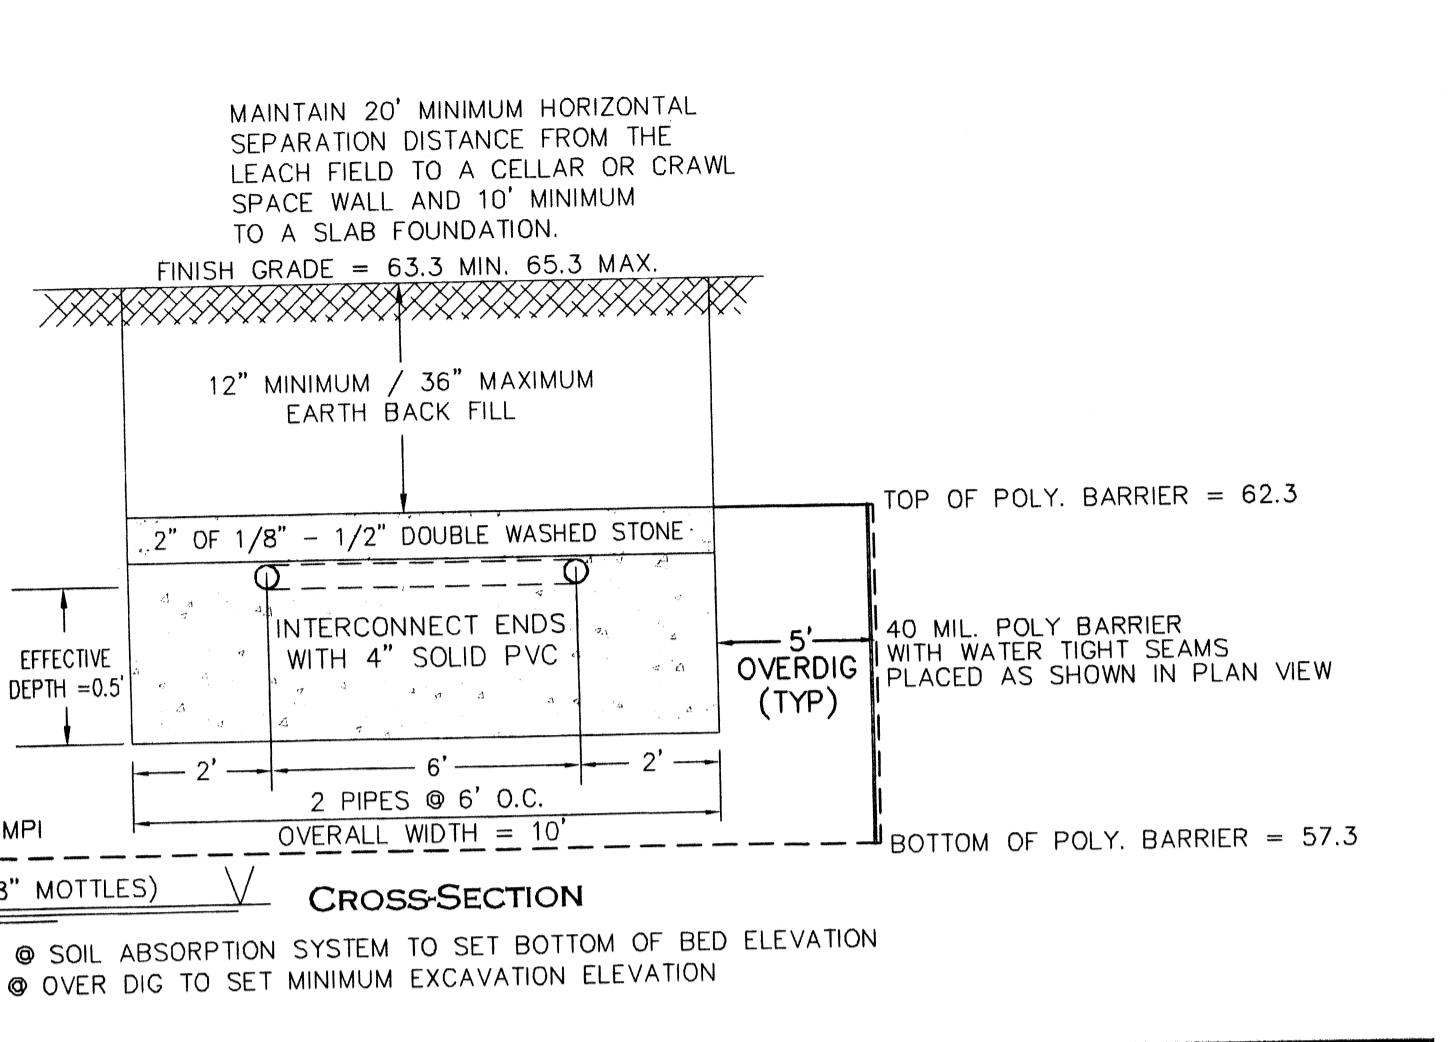 MAINTAIN 20' MINIMUM HORIZONTAL
SEPARATION DISTANCE FROM THE
LEACH FIELD TO A CELLAR OR CRAWL
SPACE WALL AND 10' MINIMUM
TO A SLAB FOUNDATION.
FINISH GRADE = 63.3 MIN. 65.3 MAX.
12" MINIMUM / 36" MAXIMUM
EARTH BACK FILL
TOP OF POLY. BARRIER = 62.3
2" OF 1/8" - 1/2" DOUBLE WASHED STONE
INTERCONNECT ENDS
WITH 4" SOLID PVC
EFFECTIVE
DEPTH =0.5'
5'
OVERDIG
(TYP)
40 MIL. POLY BARRIER
WITH WATER TIGHT SEAMS
PLACED AS SHOWN IN PLAN VIEW
2' 6' 2'
2 PIPES @ 6' O.C.
OVERALL WIDTH = 10'
MPI
BOTTOM OF POLY. BARRIER = 57.3
8" MOTTLES)
CROSS-SECTION
@ SOIL ABSORPTION SYSTEM TO SET BOTTOM OF BED ELEVATION
@ OVER DIG TO SET MINIMUM EXCAVATION ELEVATION